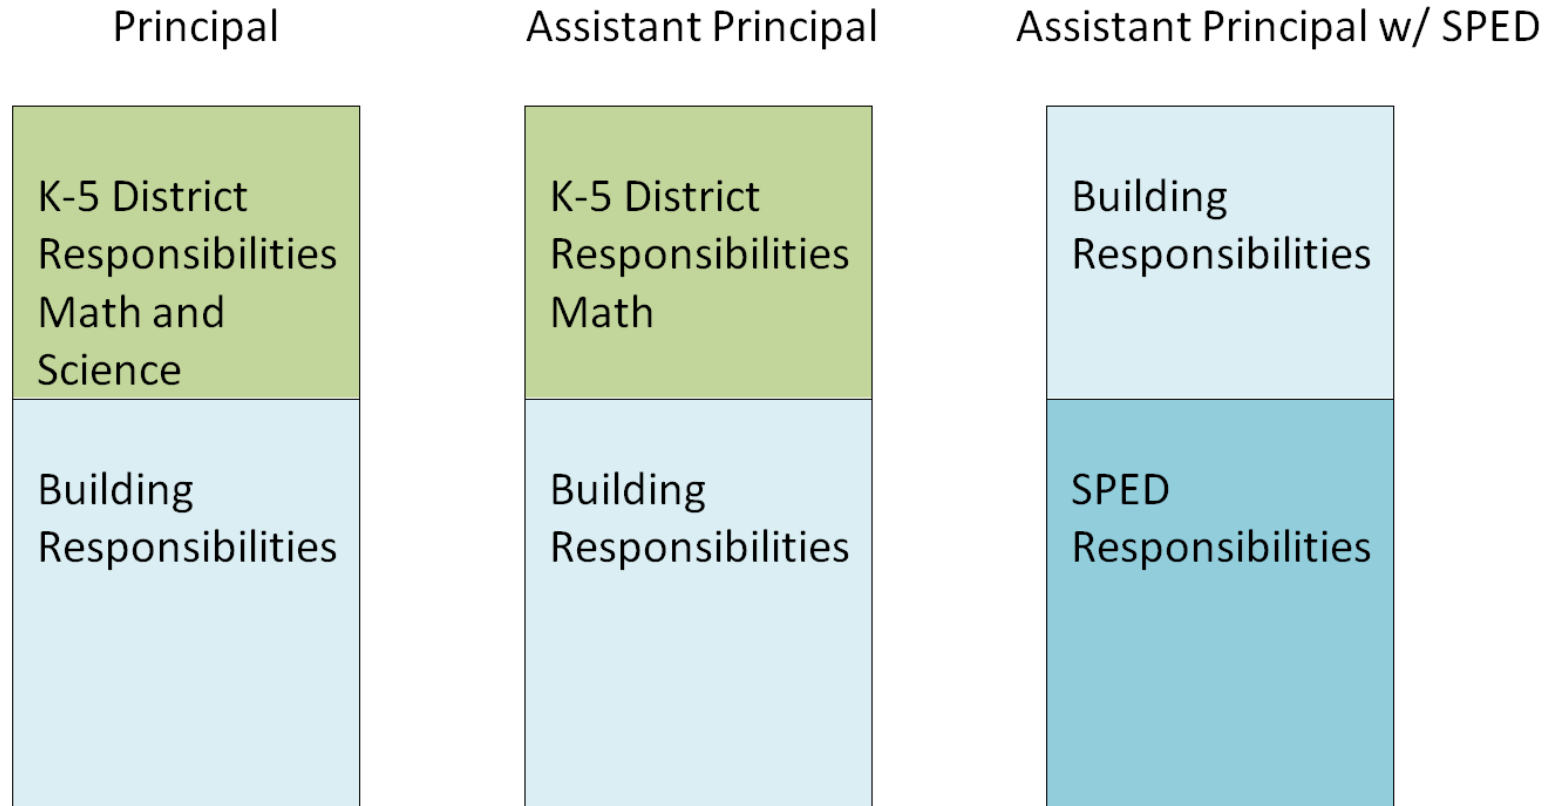 Principal
Assistant Principal
Assistant Principal w/ SPED
K-5 District
Responsibilities
Math and
Science
Building
Responsibilities
K-5 District
Responsibilities
Math
Building
Responsibilities
Building
Responsibilities
SPED
Responsibilities